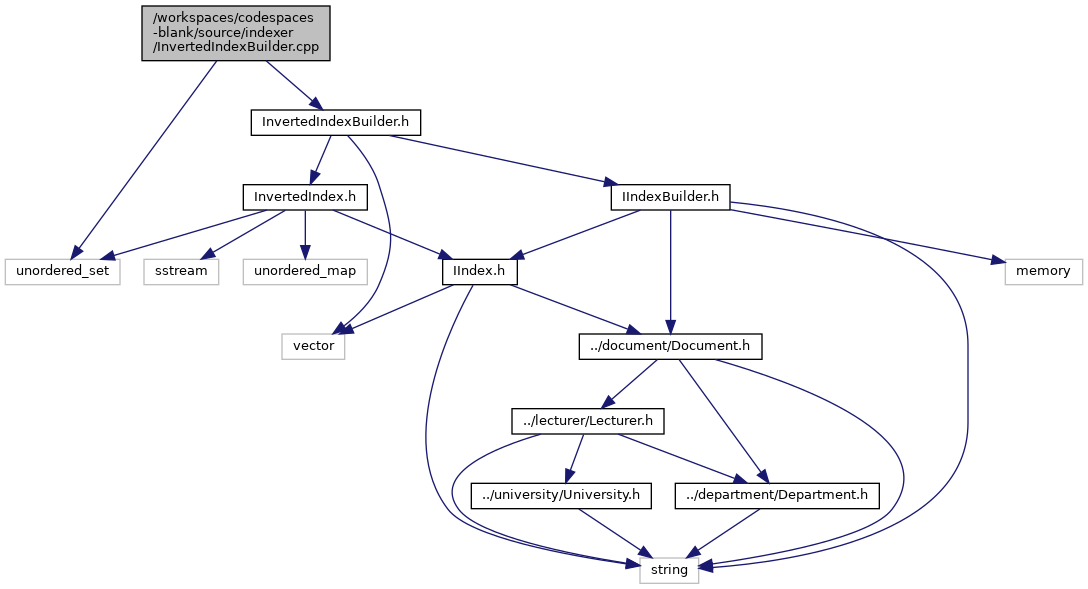 /workspaces/codespaces
-blank/source/indexer
/InvertedIndexBuilder.cpp
InvertedIndexBuilder.h
InvertedIndex.h
IIndexBuilder.h
unordered_set
sstream
unordered_map
IIndex.h
memory
vector
../document/Document.h
../lecturer/Lecturer.h
../university/University.h
../department/Department.h
string